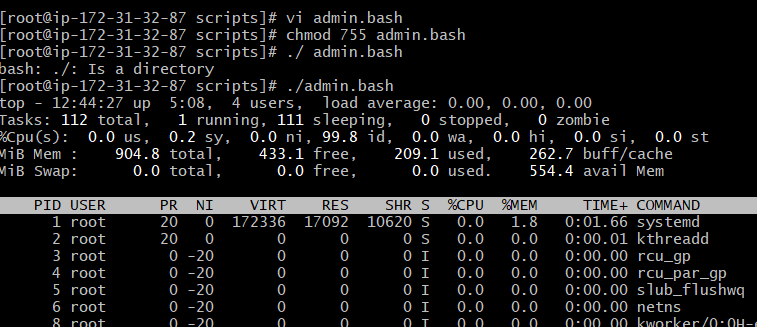 [root@ip-172-31-32-87 scripts]# vi admin.bash
[root@ip-172-31-32-87 scripts]# chmod 755 admin.bash
[root@ip-172-31-32-87 scripts]# ./ admin.bash
bash: ./: Is a directory
[root@ip-172-31-32-87 scripts]# ./admin.bash
top - 12:44:27 up  5:08,  4 users,  load average: 0.00, 0.00, 0.00
Tasks: 112 total,   1 running, 111 sleeping,   0 stopped,   0 zombie
%Cpu(s):  0.0 us,  0.2 sy,  0.0 ni, 99.8 id,  0.0 wa,  0.0 hi,  0.0 si,  0.0 st
MiB Mem :    904.8 total,    433.1 free,    209.1 used,    262.7 buff/cache
MiB Swap:      0.0 total,      0.0 free,      0.0 used.    554.4 avail Mem
PID USER      PR  NI    VIRT    RES    SHR S  %CPU  %MEM     TIME+ COMMAND
1 root      20   0  172336  17092  10620 S   0.0   1.8   0:01.66 systemd
2 root      20   0       0      0      0 S   0.0   0.0   0:00.01 kthreadd
3 root       0 -20       0      0      0 I   0.0   0.0   0:00.00 rcu_gp
4 root       0 -20       0      0      0 I   0.0   0.0   0:00.00 rcu_par_gp
5 root       0 -20       0      0      0 I   0.0   0.0   0:00.00 slub_flushwq
6 root       0 -20       0      0      0 I   0.0   0.0   0:00.00 netns
8 root       0 -20       0      0      0 I   0.0   0.0   0:00.00 kworker/0:0H-